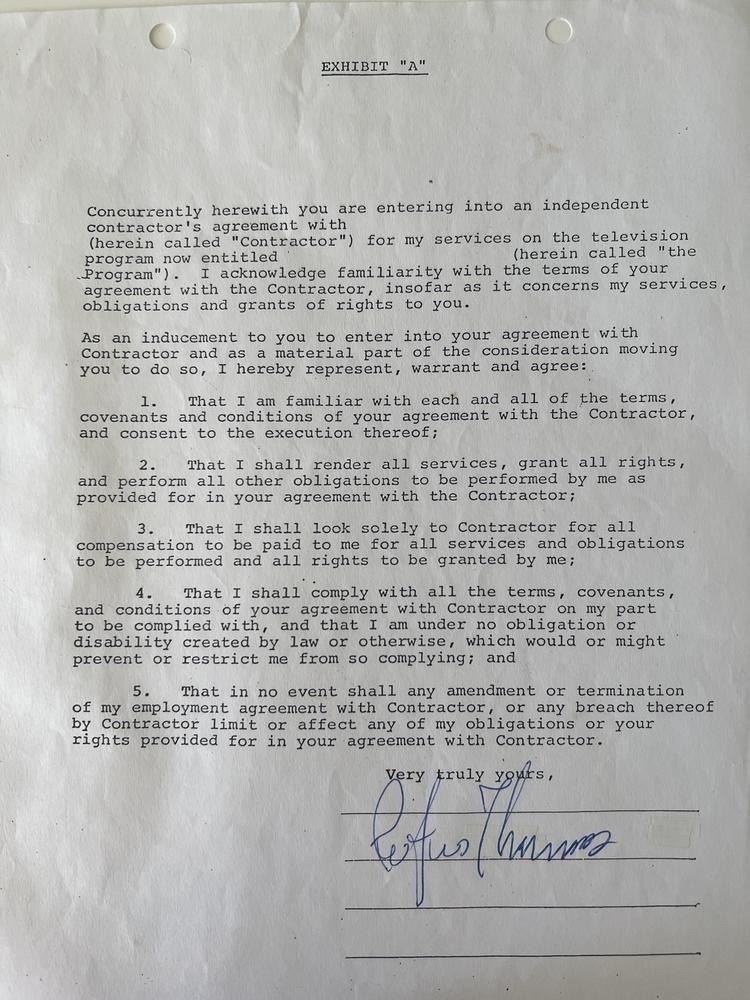 EXHIBIT "A"
Concurrently herewith you are entering into an independent
contractor's agreement with
(herein called "Contractor") for my services on the television
program now entitled (herein called "the
Program"). I acknowledge familiarity with the terms of your
agreement with the Contractor, insofar as it concerns my services,
obligations and grants of rights to you.
As an inducement to you to enter into your agreement with
Contractor and as a material part of the consideration moving
you to do so, I hereby represent, warrant and agree:
1. That I am familiar with each and all of the terms,
covenants and conditions of your agreement with the Contractor,
and consent to the execution thereof;
2. That I shall render all services, grant all rights,
and perform all other obligations to be performed by me as
provided for in your agreement with the Contractor;
3. That I shall look solely to Contractor for all
compensation to be paid to me for all services and obligations
to be performed and all rights to be granted by me;
4. That I shall comply with all the terms, covenants,
and conditions of your agreement with Contractor on my part
to be complied with, and that I am under no obligation or
disability created by law or otherwise, which would or might
prevent or restrict me from so complying; and
5. That in no event shall any amendment or termination
of my employment agreement with Contractor, or any breach thereof
by Contractor limit or affect any of my obligations or your
rights provided for in your agreement with Contractor.
Very truly yours,
Rufus Thomas